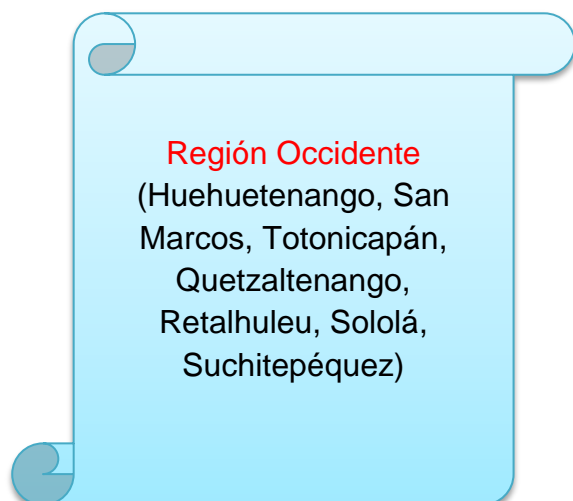 Región Occidente
(Huehuetenango, San
Marcos, Totonicapán,
Quetzaltenango,
Retalhuleu, Sololá,
Suchitepéquez)